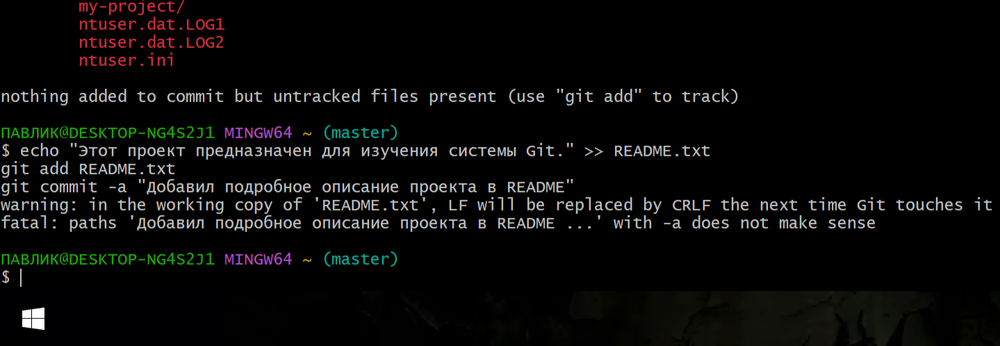 my-project/
ntuser.dat.LOG1
ntuser.dat.LOG2
ntuser.ini
nothing added to commit but untracked files present (use "git add" to track)
ПАВЛИК@DESKTOP-NG4S2J1 MINGW64 ~ (master)
$ echo "Этот проект предназначен для изучения системы Git." >> README.txt
git add README.txt
git commit -a "Добавил подробное описание проекта в README"
warning: in the working copy of 'README.txt', LF will be replaced by CRLF the next time Git touches it
fatal: paths 'Добавил подробное описание проекта в README ...' with -a does not make sense
ПАВЛИК@DESKTOP-NG4S2J1 MINGW64 ~ (master)
$